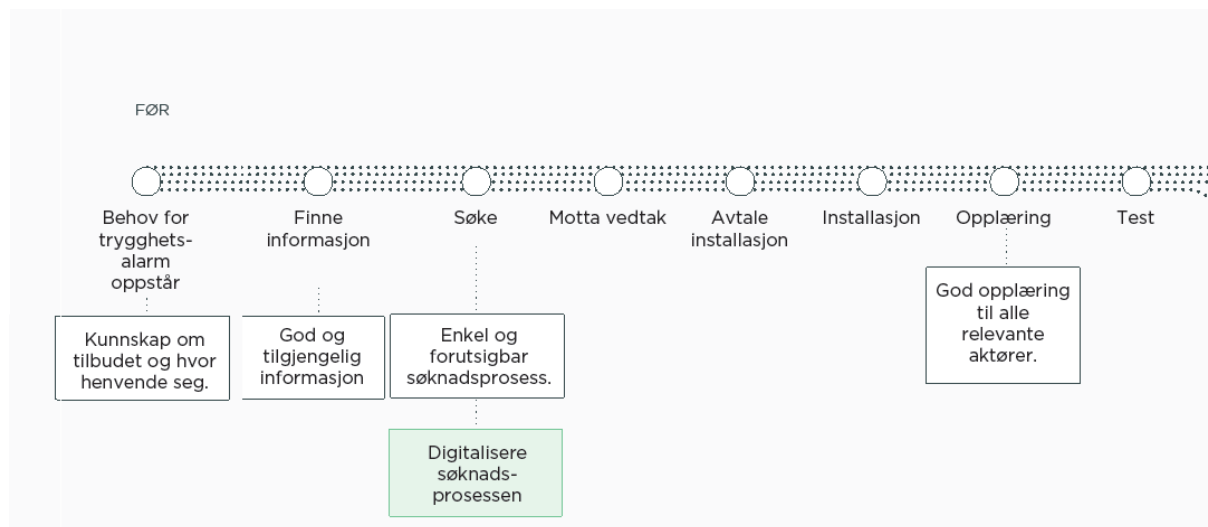 FØR
Behov for
trygghets-
alarm
oppstår
Finne
informasjon
Søke
Motta vedtak
Avtale
installasjon
Installasjon
Opplæring
Test
Kunnskap om
tilbudet og hvor
henvende seg.
God og
tilgjengelig
informasjon
Enkel og
forutsigbar
søknadsprosess.
God opplæring
til alle
relevante
aktører.
Digitalisere
søknads-
prosessen